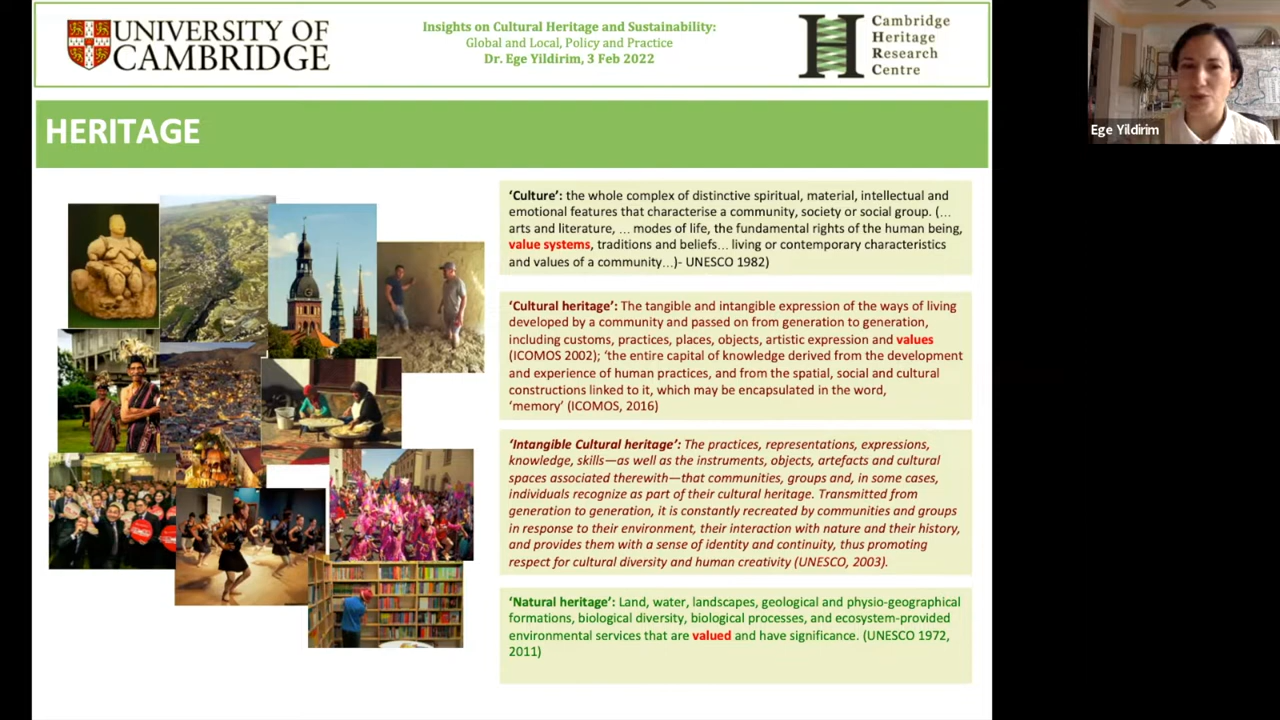 UNIVERSITY OF
CAMBRIDGE
Insights on Cultural Heritage and Sustainability:
Global and Local, Policy and Practice
Dr. Ege Yildirim, 3 Feb 2022
Cambridge
Heritage
Research
Centre
Ege Yildirim
HERITAGE
‘Culture’: the whole complex of distinctive spiritual, material, intellectual and
emotional features that characterise a community, society or social group. (…
arts and literature, … modes of life, the fundamental rights of the human being,
value systems, traditions and beliefs… living or contemporary characteristics
and values of a community…)- UNESCO 1982)
‘Cultural heritage’: The tangible and intangible expression of the ways of living
developed by a community and passed on from generation to generation,
including customs, practices, places, objects, artistic expression and values
(ICOMOS 2002); ‘the entire capital of knowledge derived from the development
and experience of human practices, and from the spatial, social and cultural
constructions linked to it, which may be encapsulated in the word,
‘memory’ (ICOMOS, 2016)
‘Intangible Cultural heritage’: The practices, representations, expressions,
knowledge, skills—as well as the instruments, objects, artefacts and cultural
spaces associated therewith—that communities, groups and, in some cases,
individuals recognize as part of their cultural heritage. Transmitted from
generation to generation, it is constantly recreated by communities and groups
in response to their environment, their interaction with nature and their history,
and provides them with a sense of identity and continuity, thus promoting
respect for cultural diversity and human creativity (UNESCO, 2003).
‘Natural heritage’: Land, water, landscapes, geological and physio-geographical
formations, biological diversity, biological processes, and ecosystem-provided
environmental services that are valued and have significance. (UNESCO 1972,
2011)